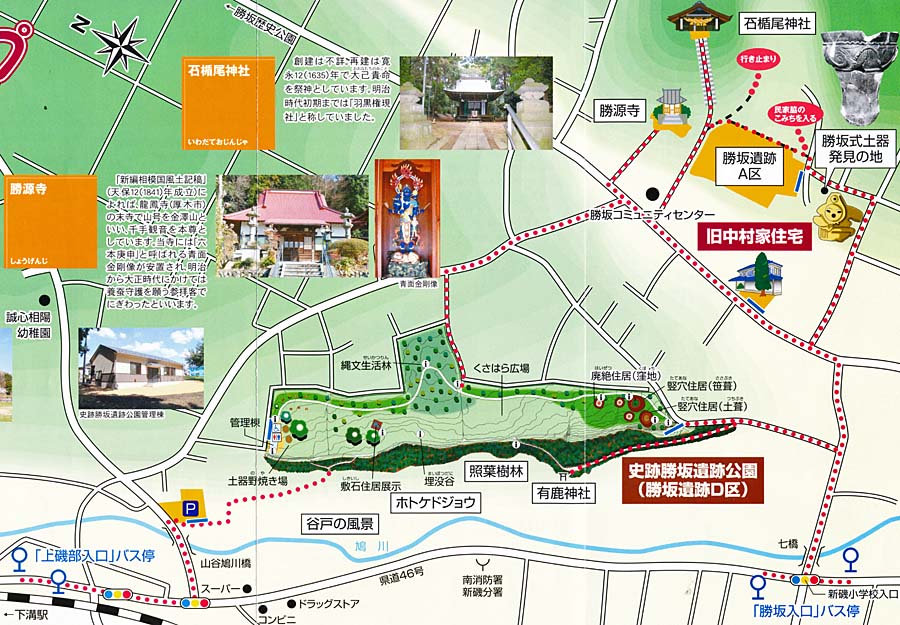 N
←勝坂歴史公園
石楯尾神社
いわだておじんじゃ
創建は不詳、再建は寛
永12(1635)年で大己貴命
を祭神としています。明治
時代初期までは「羽黒権現
社」と称していました。
勝源寺
しょうげんじ
「新編相模国風土記稿」
(天保12(1841)年成立)に
よれば、龍鳳寺(厚木市)
の末寺で山号を金澤山と
いい、千手観音を本尊と
しています。当寺には「六
本庚申」と呼ばれる青面
金剛像が安置され、明治
から大正時代にかけては
養蚕守護を願う参拝客で
にぎわったといいます。
青面金剛像
石楯尾神社
行き止まり
勝源寺
民家脇の
こみちを入る
勝坂遺跡
A区
勝坂式土器
発見の地
勝坂コミュニティセンター
旧中村家住宅
誠心相陽
幼稚園
史跡勝坂遺跡公園管理棟
縄文生活林
くさはら広場
廃絶住居(窪地)
竪穴住居(笹葺)
竪穴住居(土葺)
管理棟
土器野焼き場
敷石住居展示
埋没谷
照葉樹林
ホトケドジョウ
有鹿神社
史跡勝坂遺跡公園
(勝坂遺跡D区)
谷戸の風景
P
鳩川
七橋
「上磯部入口」バス停
山谷鳩川橋
スーパー
県道46号
南消防署
新磯分署
新磯小学校入口
「勝坂入口」バス停
ドラッグストア
コンビニ
←下溝駅